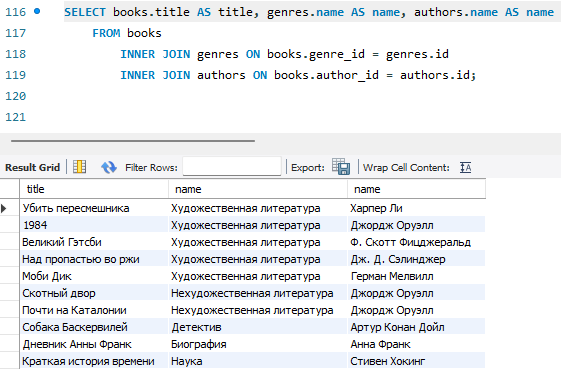 116 SELECT books.title AS title, genres.name AS name, authors.name AS name
117 FROM books
118 INNER JOIN genres ON books.genre_id = genres.id
119 INNER JOIN authors ON books.author_id = authors.id;
120
121
Result Grid Filter Rows: Export: Wrap Cell Content: IA
title name name
Убить пересмешника Художественная литература Харпер Ли
1984 Художественная литература Джордж Оруэлл
Великий Гэтсби Художественная литература Ф. Скотт Фицджеральд
Над пропастью во ржи Художественная литература Дж. Д. Сэлинджер
Моби Дик Художественная литература Герман Мелвилл
Скотный двор Нехудожественная литература Джордж Оруэлл
Почти на Каталонии Нехудожественная литература Джордж Оруэлл
Собака Баскервилей Детектив Артур Конан Дойл
Дневник Анны Франк Биография Анна Франк
Краткая история времени Наука Стивен Хокинг